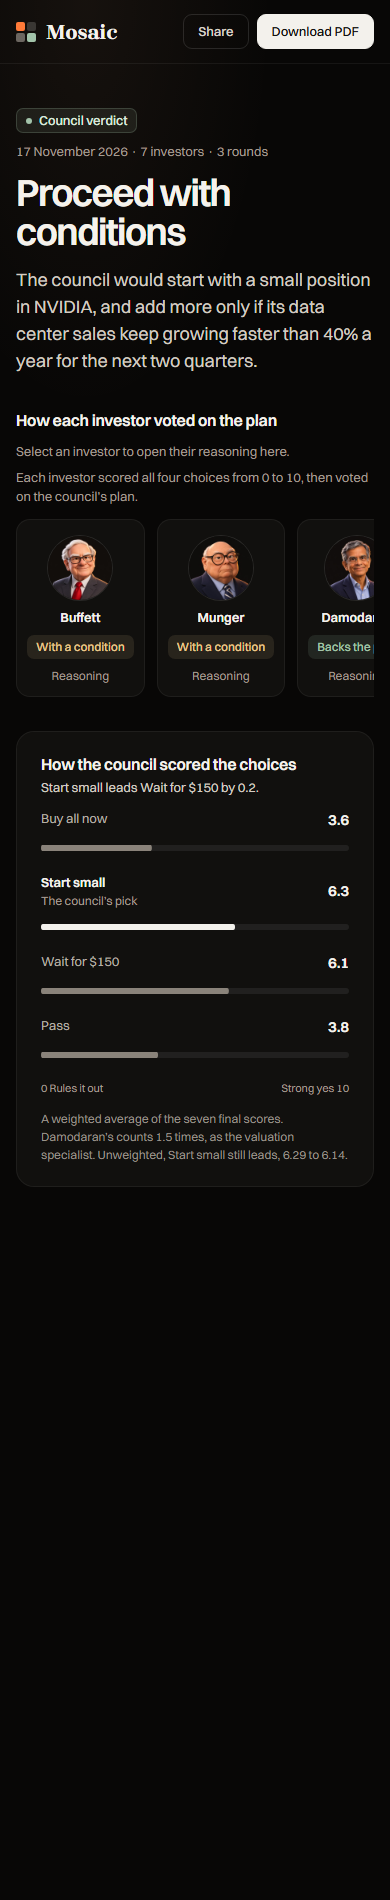 Mosaic
Share
Download PDF
Council verdict
17 November 2026 · 7 investors · 3 rounds
Proceed with
conditions
The council would start with a small position
in NVIDIA, and add more only if its data
center sales keep growing faster than 40% a
year for the next two quarters.
How each investor voted on the plan
Select an investor to open their reasoning here.
Each investor scored all four choices from 0 to 10, then voted
on the council's plan.
Buffett
With a condition
Reasoning
Munger
With a condition
Reasoning
Backs the
How the council scored the choices
Start small leads Wait for $150 by 0.2.
Buy all now
3.6
Start small
The council's pick
6.3
Wait for $150
6.1
Pass
3.8
0 Rules it out
Strong yes 10
A weighted average of the seven final scores.
Damodaran's counts 1.5 times, as the valuation
specialist. Unweighted, Start small still leads, 6.29 to 6.14.